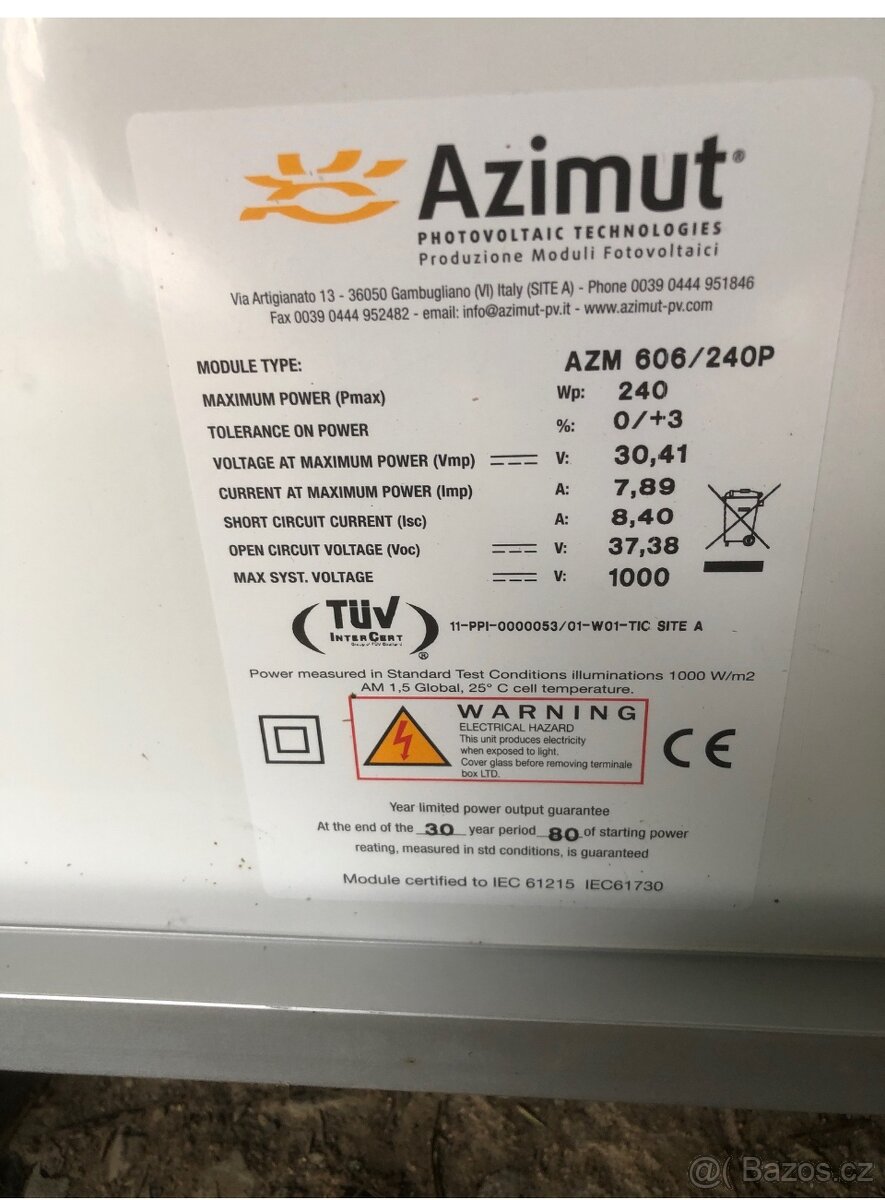 Azimut®
PHOTOVOLTAIC TECHNOLOGIES
Produzione Moduli Fotovoltaici
Via Artigianato 13 - 36050 Gambugliano (VI) Italy (SITE A) - Phone 0039 0444 951846
Fax 0039 0444 952482 - email: info@azimut-pv.it - www.azimut-pv.com
MODULE TYPE: AZM 606/240P
MAXIMUM POWER (Pmax) Wp: 240
TOLERANCE ON POWER %: 0/+3
VOLTAGE AT MAXIMUM POWER (Vmp) V: 30,41
CURRENT AT MAXIMUM POWER (Imp) A: 7,89
SHORT CIRCUIT CURRENT (Isc) A: 8,40
OPEN CIRCUIT VOLTAGE (Voc) V: 37,38
MAX SYST. VOLTAGE V: 1000
TÜV
INTERCERT
®
11-PPI-0000053/01-W01-TIC SITE A
Power measured in Standard Test Conditions illuminations 1000 W/m2
AM 1,5 Global, 25° C cell temperature.
WARNING
ELECTRICAL HAZARD
This unit produces electricity
when exposed to light.
Cover glass before removing terminale
box LTD.
CE
Year limited power output guarantee
At the end of the 30 year period 80 of starting power
reating, measured in std conditions, is guaranteed
Module certified to IEC 61215 IEC61730
@( Bazos.cz